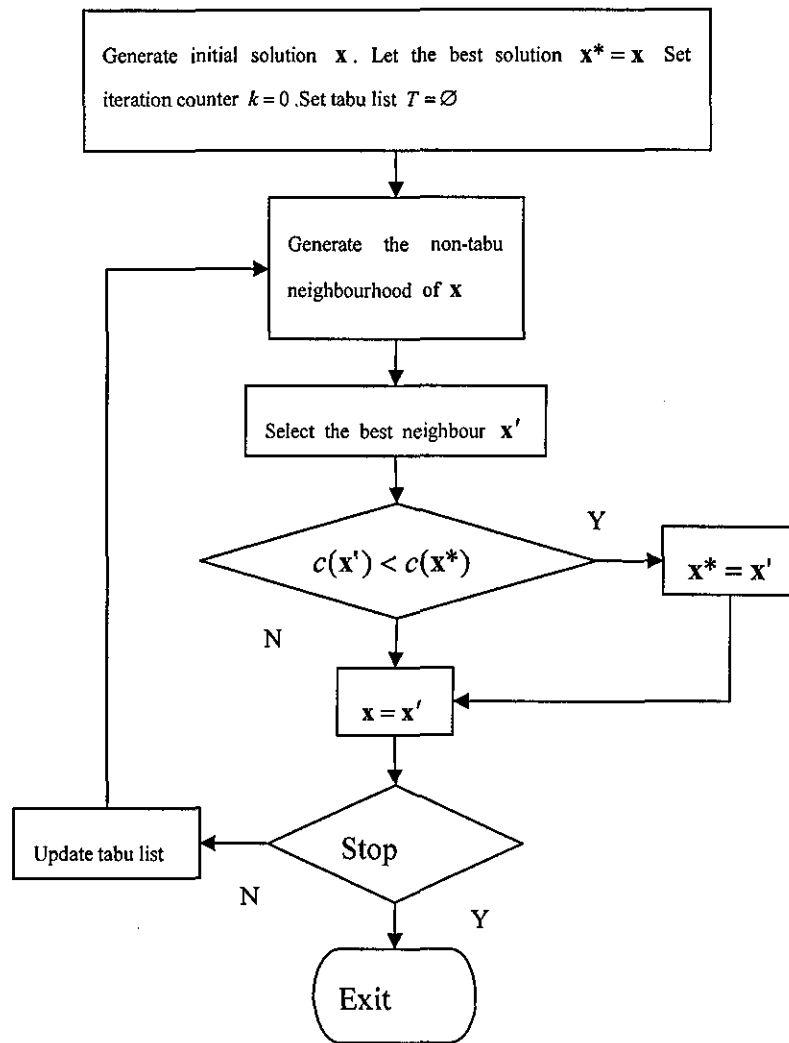 Generate initial solution x. Let the best solution x* = x Set
iteration counter k = 0 .Set tabu list T = ∅
Generate the non-tabu
neighbourhood of x
Select the best neighbour x'
c(x') < c(x*)
Y
x* = x'
N
x = x'
Stop
Update tabu list
N
Y
Exit